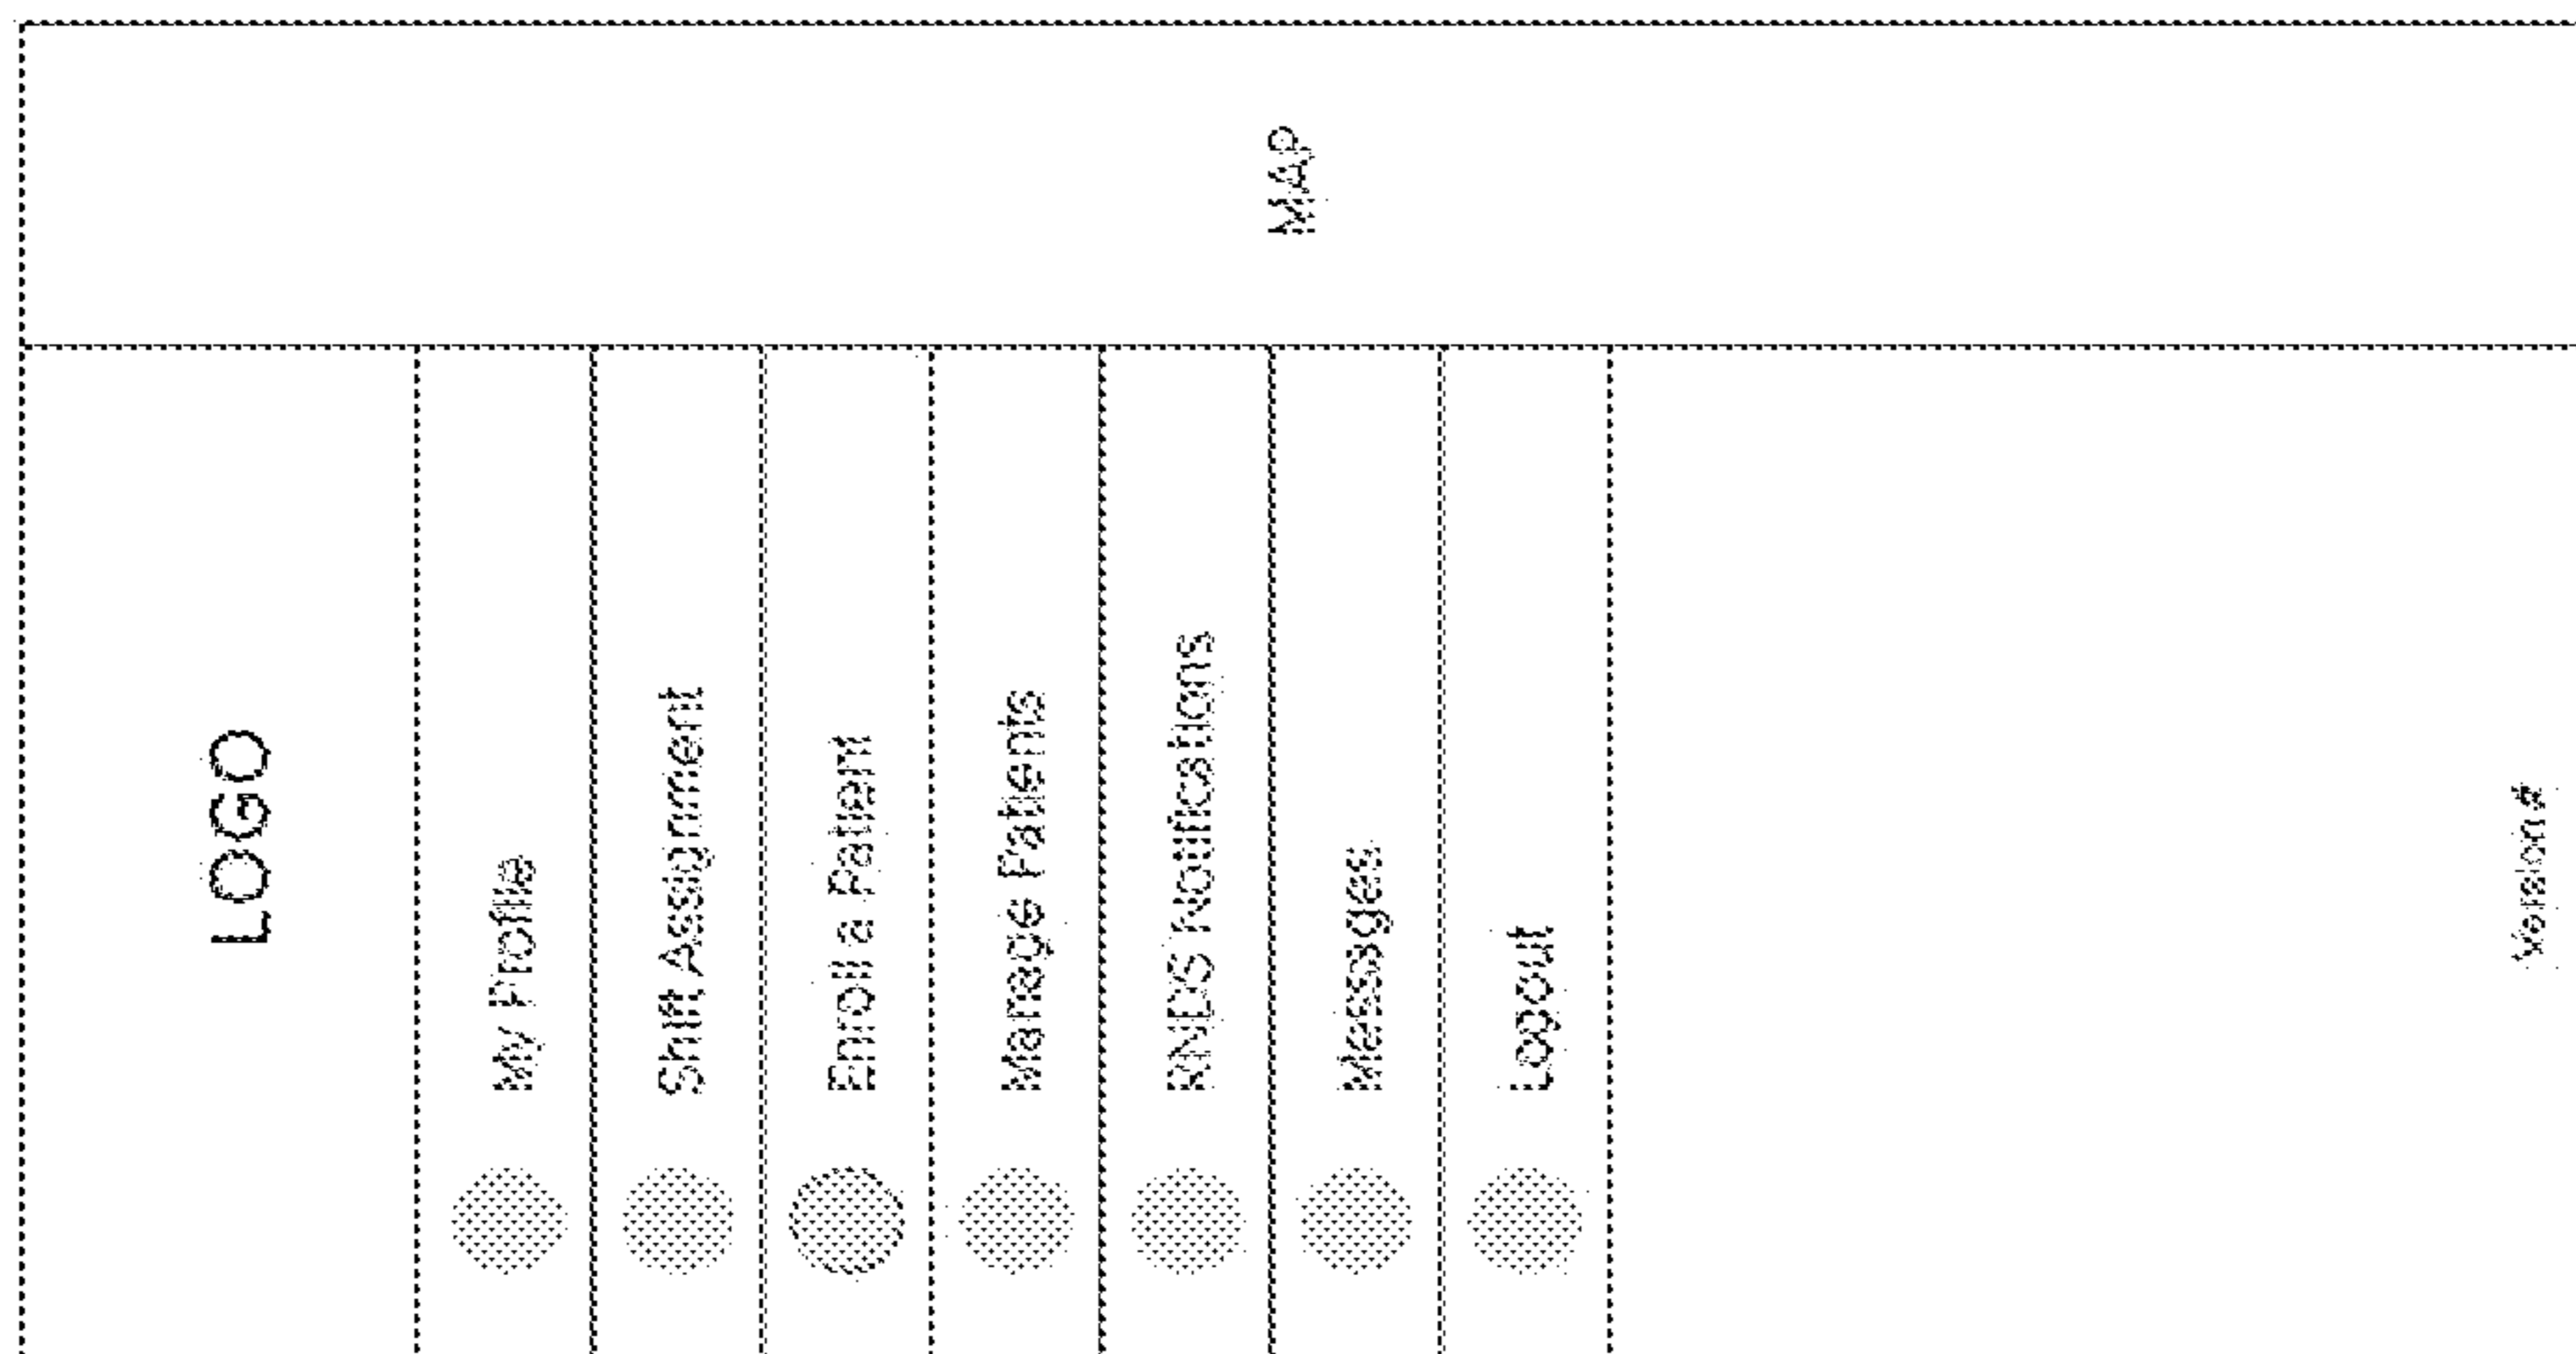 LOGO
My Profile
Shift Assignment
Enroll a Patient
Manage Patients
RNDS Notifications
Messages
Logout
Version #
MAP